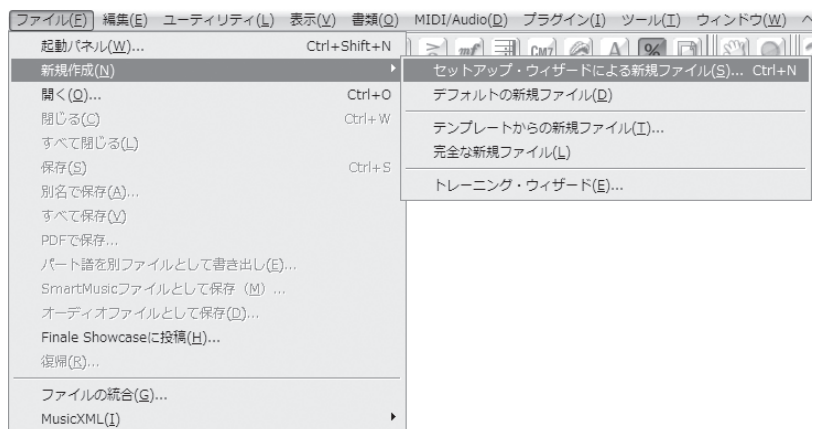 ファイル(F) 編集(E) ユーティリティ(L) 表示(V) 書類(O) MIDI/Audio(D) プラグイン(I) ツール(T) ウィンドウ(W)
起動パネル(W)... Ctrl+Shift+N
新規作成(N)
開く(O)... Ctrl+O
閉じる(C) Ctrl+W
すべて閉じる(L)
保存(S) Ctrl+S
別名で保存(A)...
すべて保存(V)
PDFで保存...
パート譜を別ファイルとして書き出し(E)...
SmartMusicファイルとして保存（M）...
オーディオファイルとして保存(D)...
Finale Showcaseに投稿(H)...
復帰(R)...
ファイルの統合(G)...
MusicXML(I)
mf CM7 A %
セットアップ・ウィザードによる新規ファイル(S)... Ctrl+N
デフォルトの新規ファイル(D)
テンプレートからの新規ファイル(T)...
完全な新規ファイル(L)
トレーニング・ウィザード(E)...